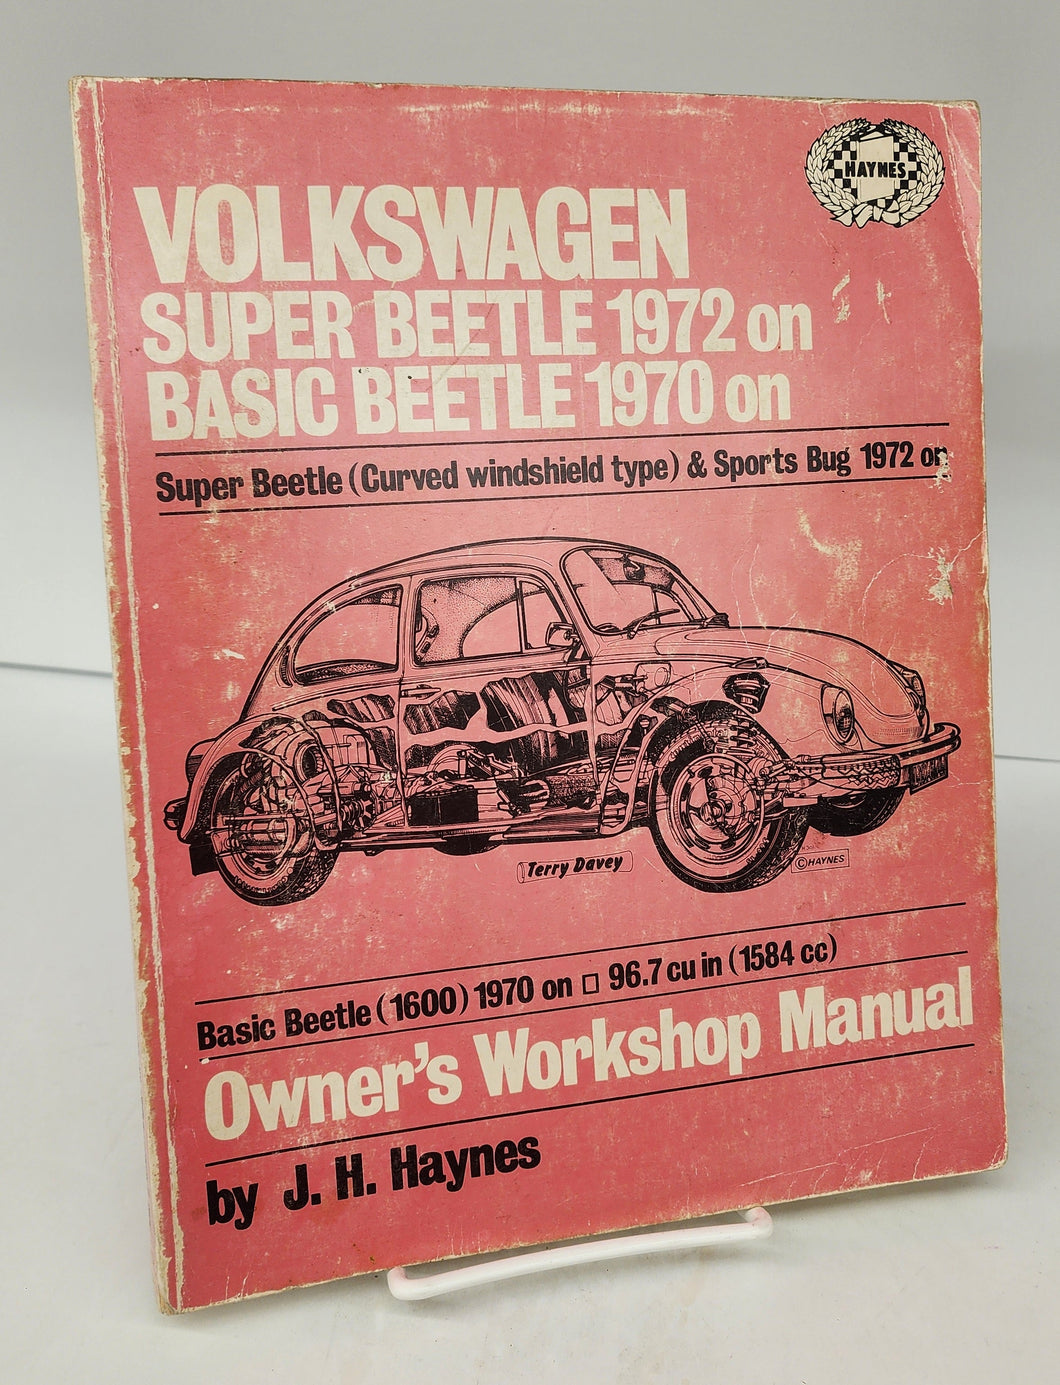 HAYNES
VOLKSWAGEN
SUPER BEETLE 1972 on
BASIC BEETLE 1970 on
Super Beetle (Curved windshield type) & Sports Bug 1972 on
Terry Davey
© HAYNES
Basic Beetle (1600) 1970 on □ 96.7 cu in (1584 cc)
Owner's Workshop Manual
by J. H. Haynes